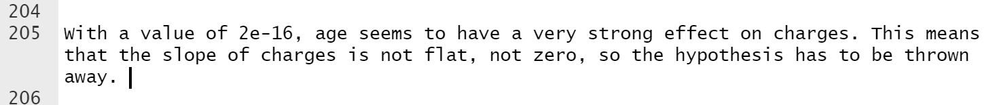 204
205 With a value of 2e-16, age seems to have a very strong effect on charges. This means
that the slope of charges is not flat, not zero, so the hypothesis has to be thrown
away.
206